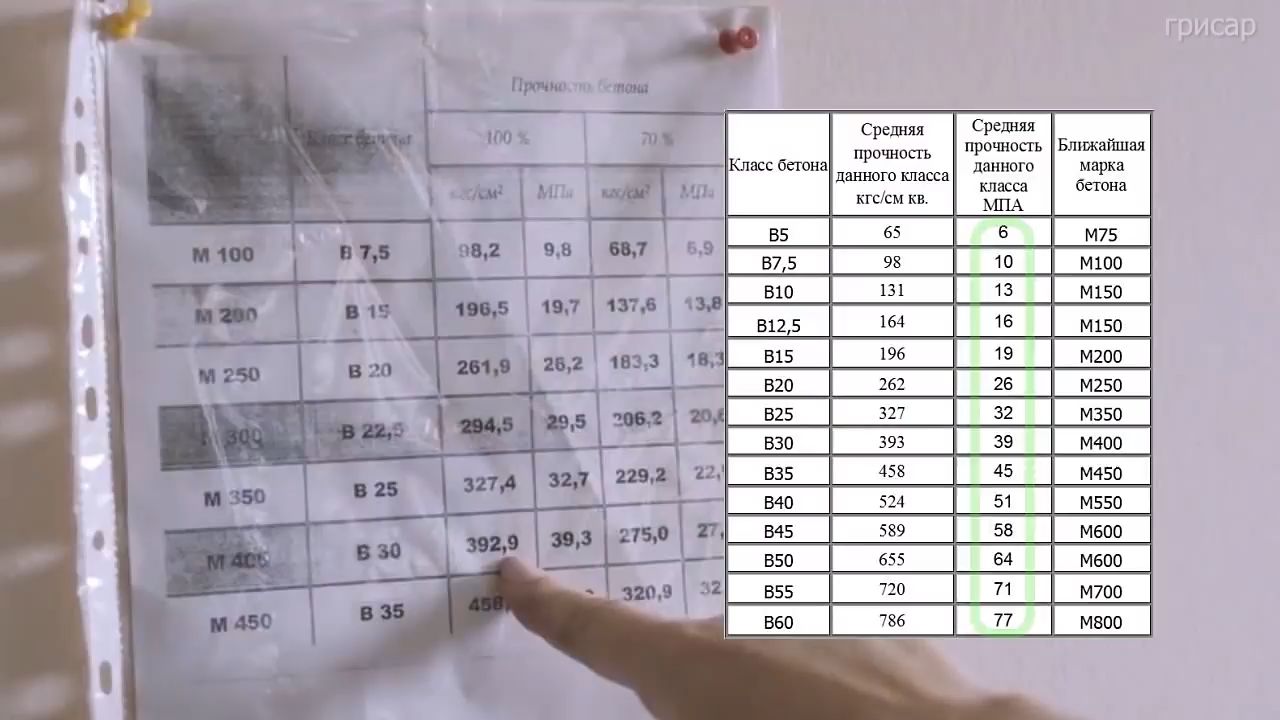 грисар
Прочность бетона
Класс бетона
100 %
70 %
кгс/см²
МПа
кгс/см²
МПа
М 100 В 7,5 98,2 9,8 68,7 6,9
М 200 В 15 196,5 19,7 137,6 13,8
М 250 В 20 261,9 26,2 183,3 18,3
М 300 В 22,5 294,5 29,5 206,2 20,6
М 350 В 25 327,4 32,7 229,2 22,
М 400 В 30 392,9 39,3 275,0 27,
М 450 В 35 458, 320,9 32
Класс бетона
Средняя
прочность
данного класса
кгс/см кв.
Средняя
прочность
данного
класса
МПА
Ближайшая
марка
бетона
В5 65 6 М75
В7,5 98 10 М100
В10 131 13 М150
В12,5 164 16 М150
В15 196 19 М200
В20 262 26 М250
В25 327 32 М350
В30 393 39 М400
В35 458 45 М450
В40 524 51 М550
В45 589 58 М600
В50 655 64 М600
В55 720 71 М700
В60 786 77 М800